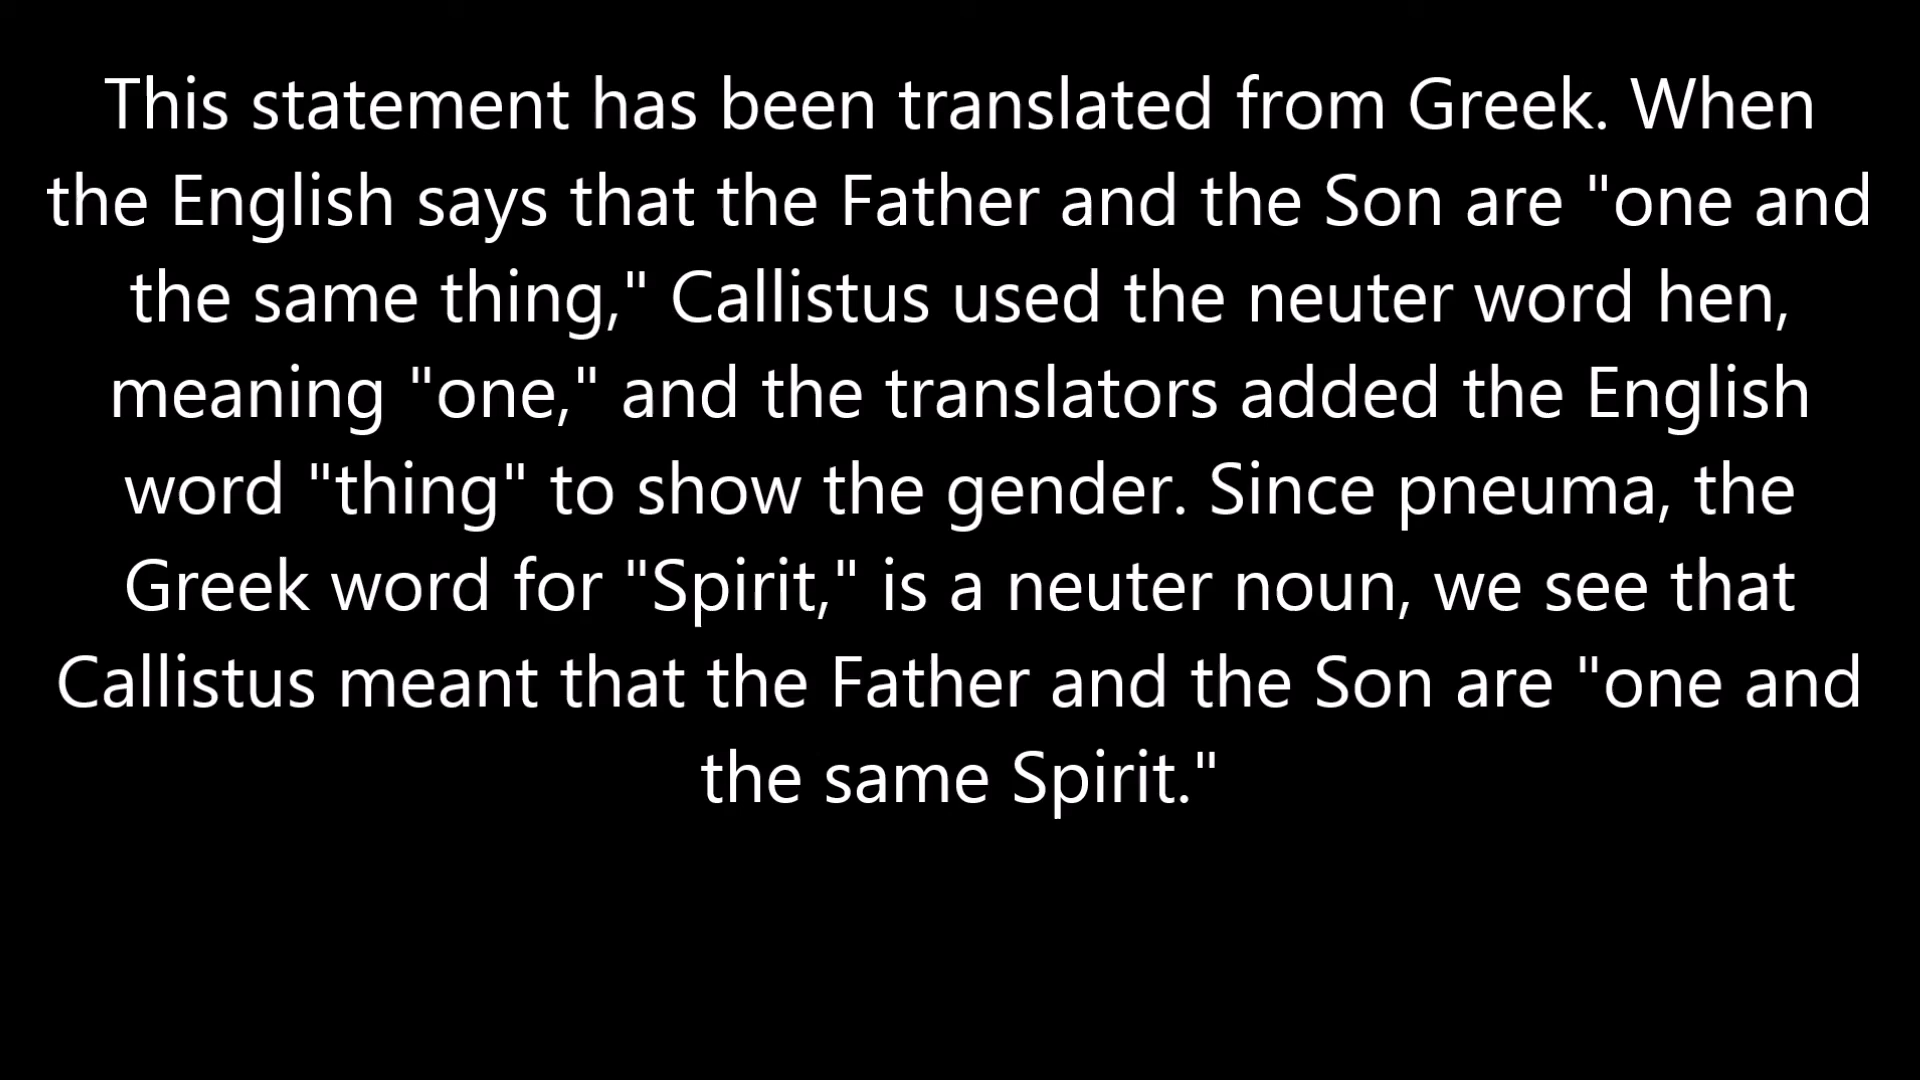 This statement has been translated from Greek. When
the English says that the Father and the Son are "one and
the same thing," Callistus used the neuter word hen,
meaning "one," and the translators added the English
word "thing" to show the gender. Since pneuma, the
Greek word for "Spirit," is a neuter noun, we see that
Callistus meant that the Father and the Son are "one and
the same Spirit."